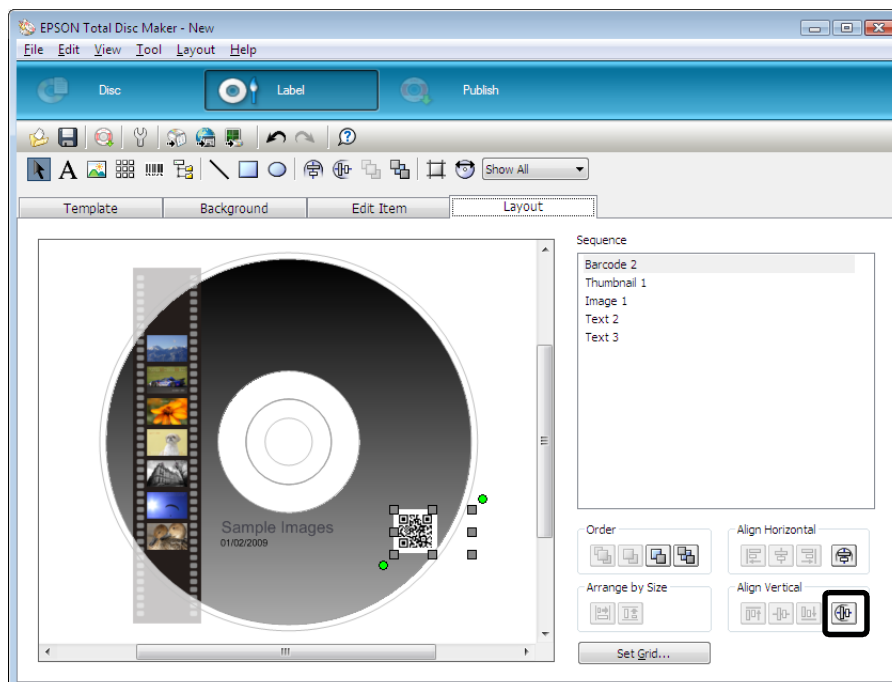 EPSON Total Disc Maker - New
File Edit View Tool Layout Help
Disc Label Publish
A Show All
Template Background Edit Item Layout
Sequence
Barcode 2
Thumbnail 1
Image 1
Text 2
Text 3
Sample Images
01/02/2009
Order Align Horizontal
Arrange by Size Align Vertical
Set Grid...